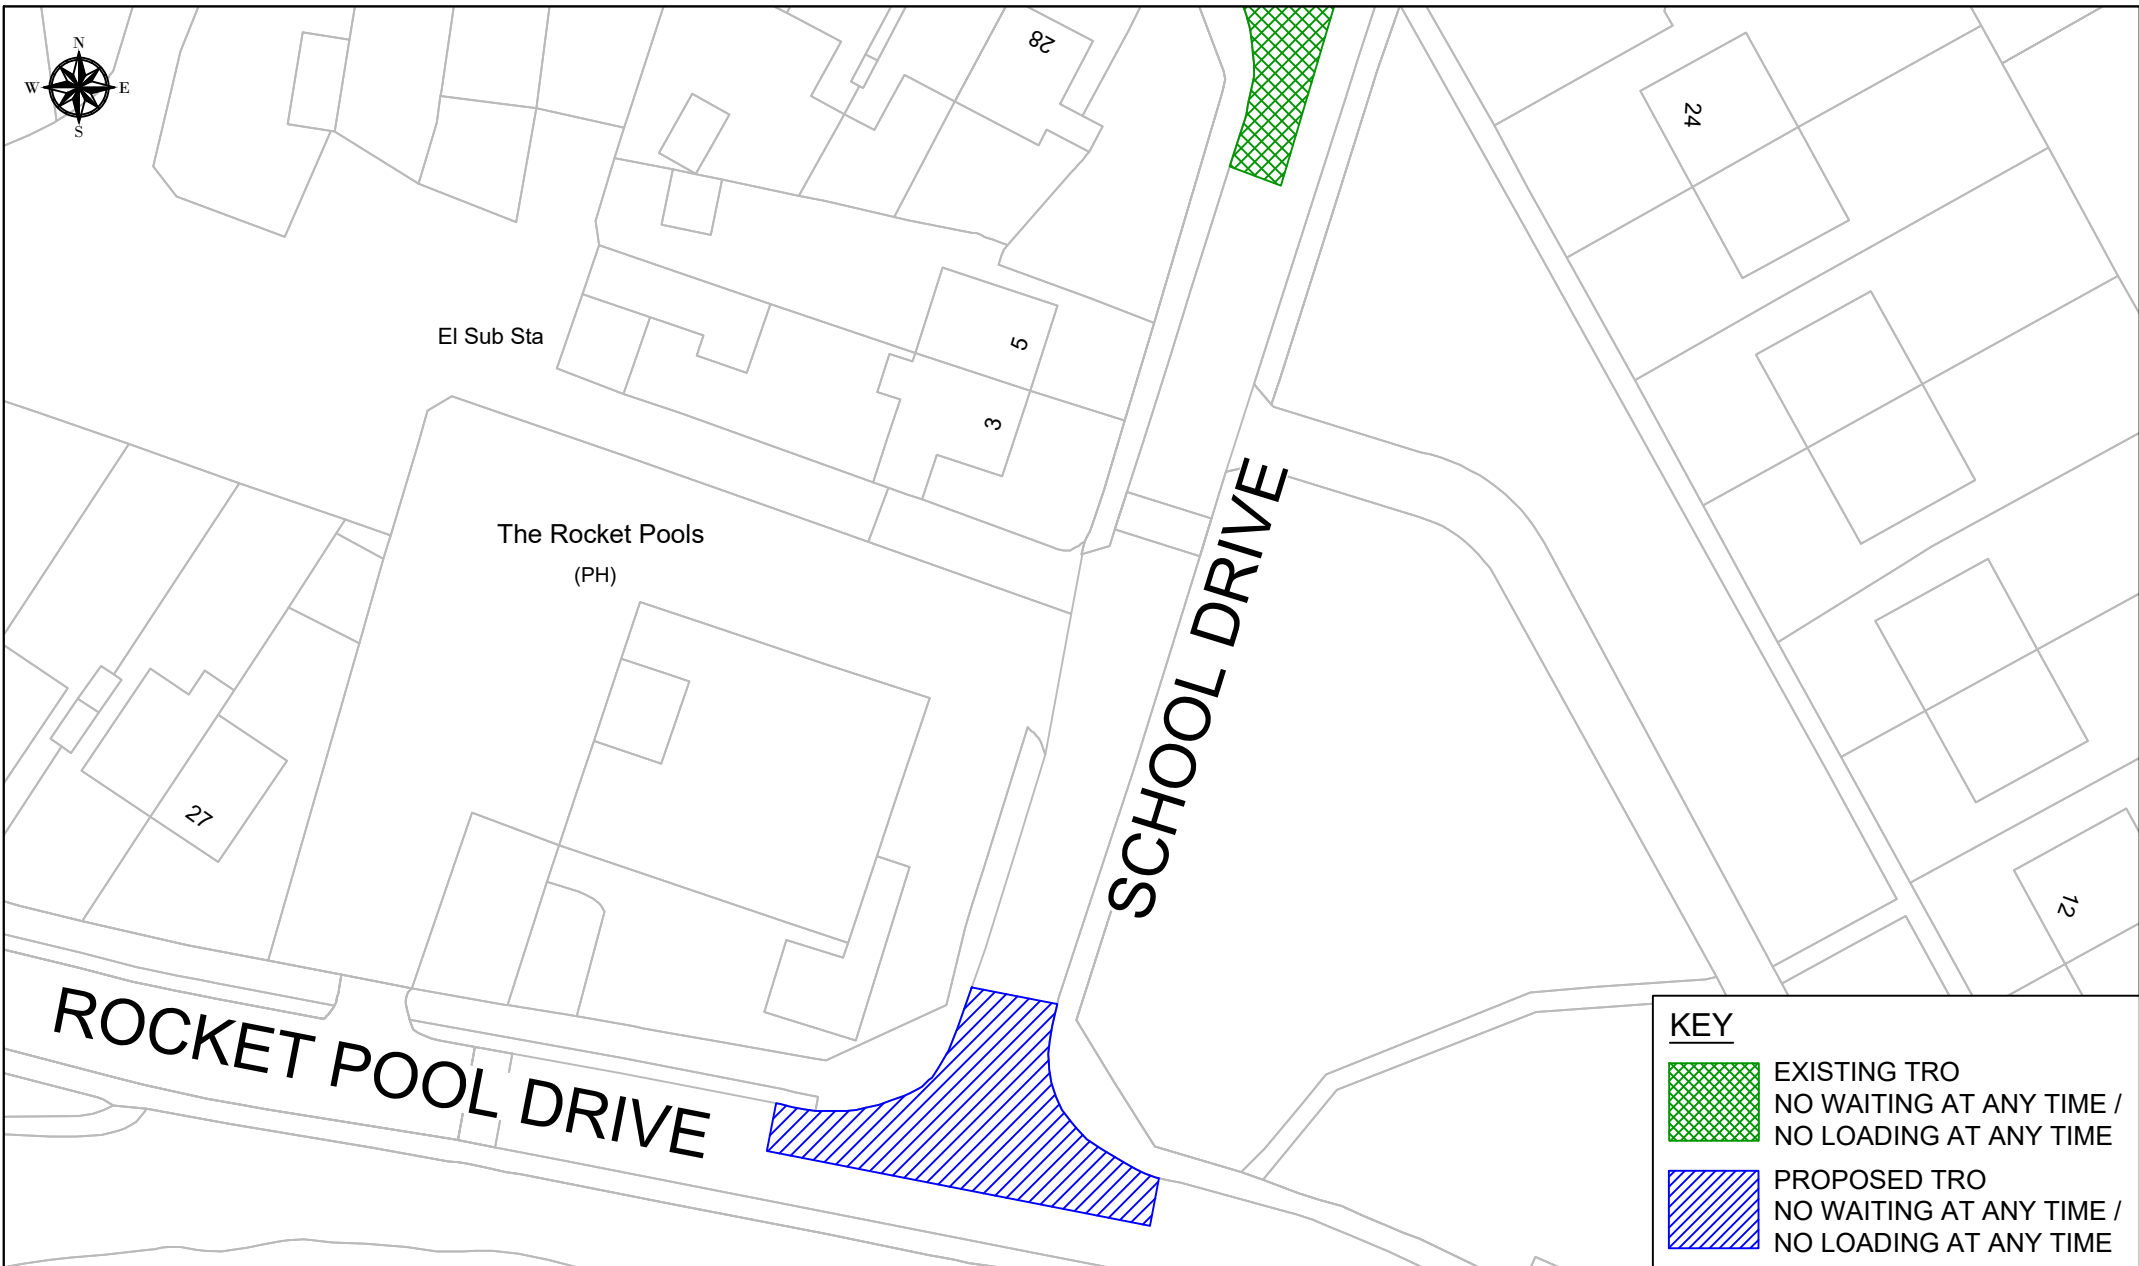 N
W E
S
28
24
El Sub Sta
5
3
The Rocket Pools
(PH)
SCHOOL DRIVE
27
12
ROCKET POOL DRIVE
KEY
EXISTING TRO
NO WAITING AT ANY TIME /
NO LOADING AT ANY TIME
PROPOSED TRO
NO WAITING AT ANY TIME /
NO LOADING AT ANY TIME